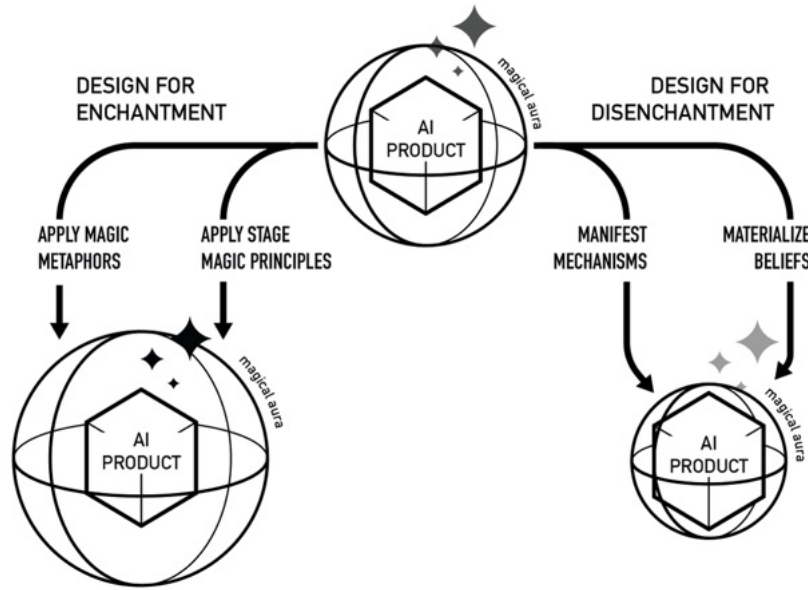 DESIGN FOR
ENCHANTMENT
AI
PRODUCT
magical aura
DESIGN FOR
DISENCHANTMENT
APPLY MAGIC
METAPHORS
APPLY STAGE
MAGIC PRINCIPLES
MANIFEST
MECHANISMS
MATERIALIZE
BELIEFS
AI
PRODUCT
magical aura
AI
PRODUCT
magical aura